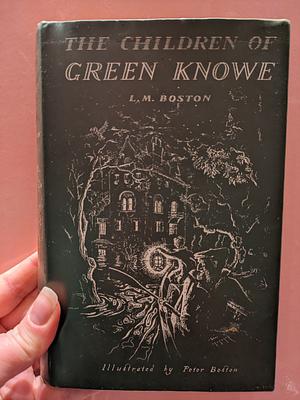 THE CHILDREN OF
GREEN KNOWE
L.M. BOSTON
Illustrated by Peter Boston